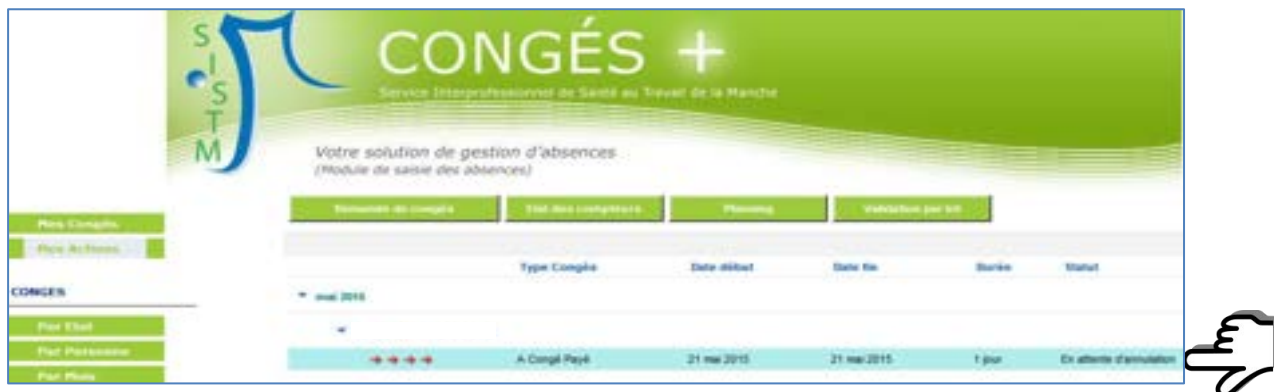 SISTM
CONGÉS +
Service Interprofessionnel de Santé au Travail de la Manche
Votre solution de gestion d'absences
(Module de saisie des absences)
Demandes de congés Etat des compteurs Planning Validation par lot
Mes Congés
Mes Actions
Type Congés Date début Date fin Durée Statut
CONGES
mai 2015
Par Etat
Par Personne
A Congé Payé 21 mai 2015 21 mai 2015 1 jour En attente d'annulation
Par Mois